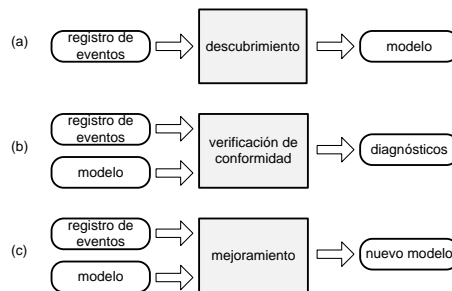 (a)
registro de
eventos
descubrimiento
modelo
(b)
registro de
eventos
modelo
verificación de
conformidad
diagnósticos
(c)
registro de
eventos
modelo
mejoramiento
nuevo modelo